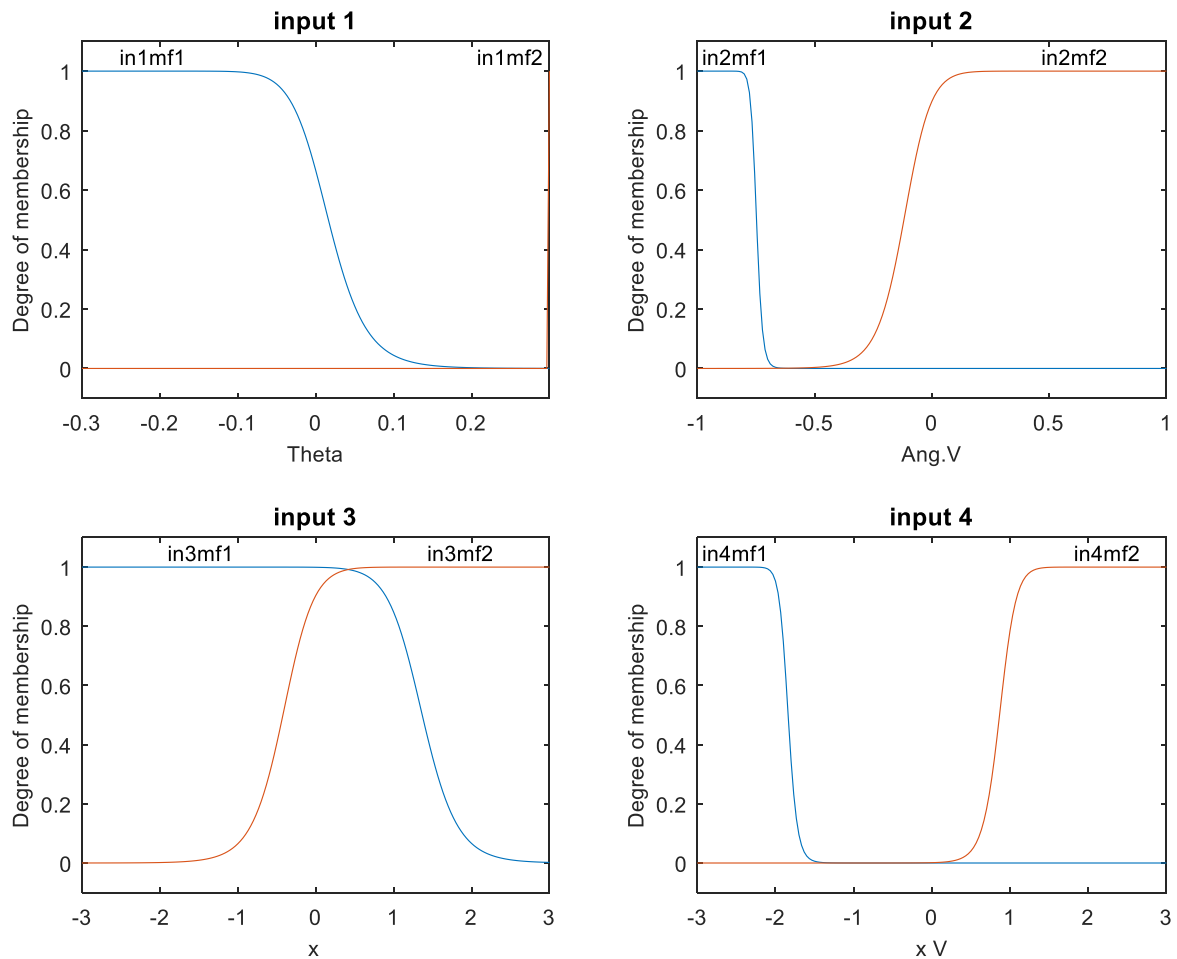 input 1
in1mf1 in1mf2
1
0.8
0.6
0.4
0.2
0
Degree of membership
-0.3 -0.2 -0.1 0 0.1 0.2
Theta
input 2
in2mf1 in2mf2
1
0.8
0.6
0.4
0.2
0
Degree of membership
-1 -0.5 0 0.5 1
Ang.V
input 3
in3mf1 in3mf2
1
0.8
0.6
0.4
0.2
0
Degree of membership
-3 -2 -1 0 1 2 3
x
input 4
in4mf1 in4mf2
1
0.8
0.6
0.4
0.2
0
Degree of membership
-3 -2 -1 0 1 2 3
x V